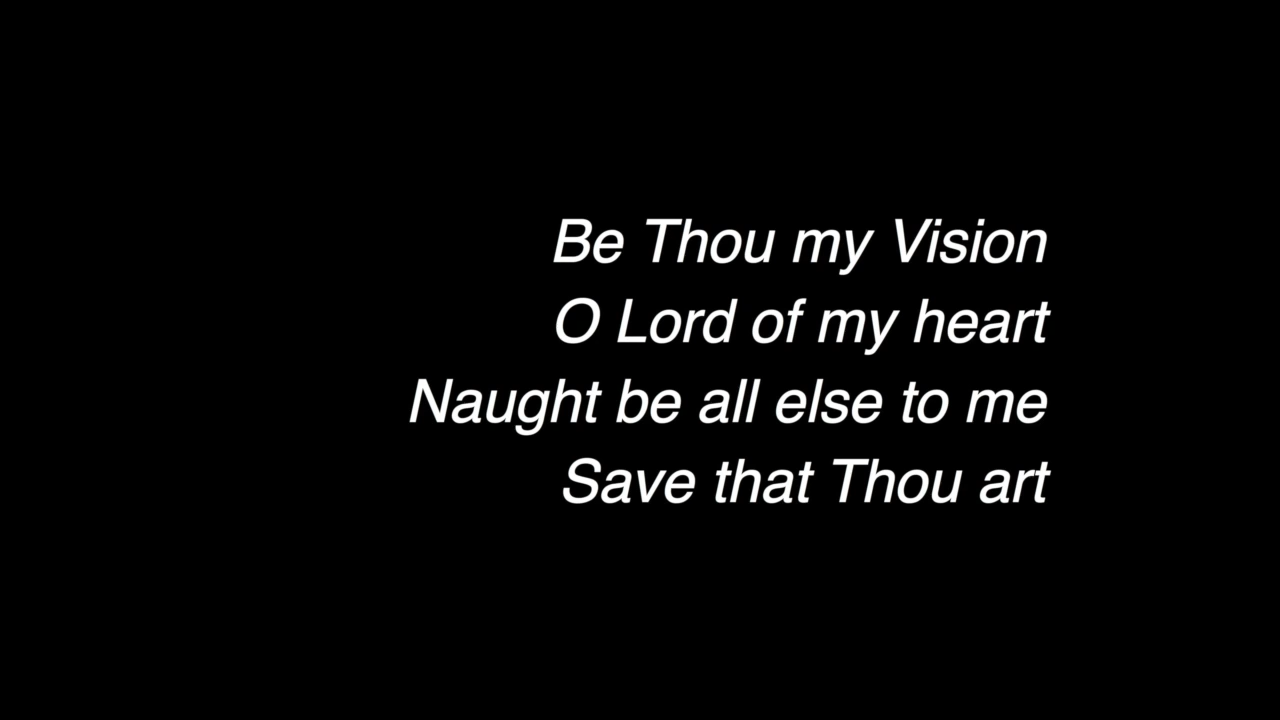 Be Thou my Vision
O Lord of my heart
Naught be all else to me
Save that Thou art